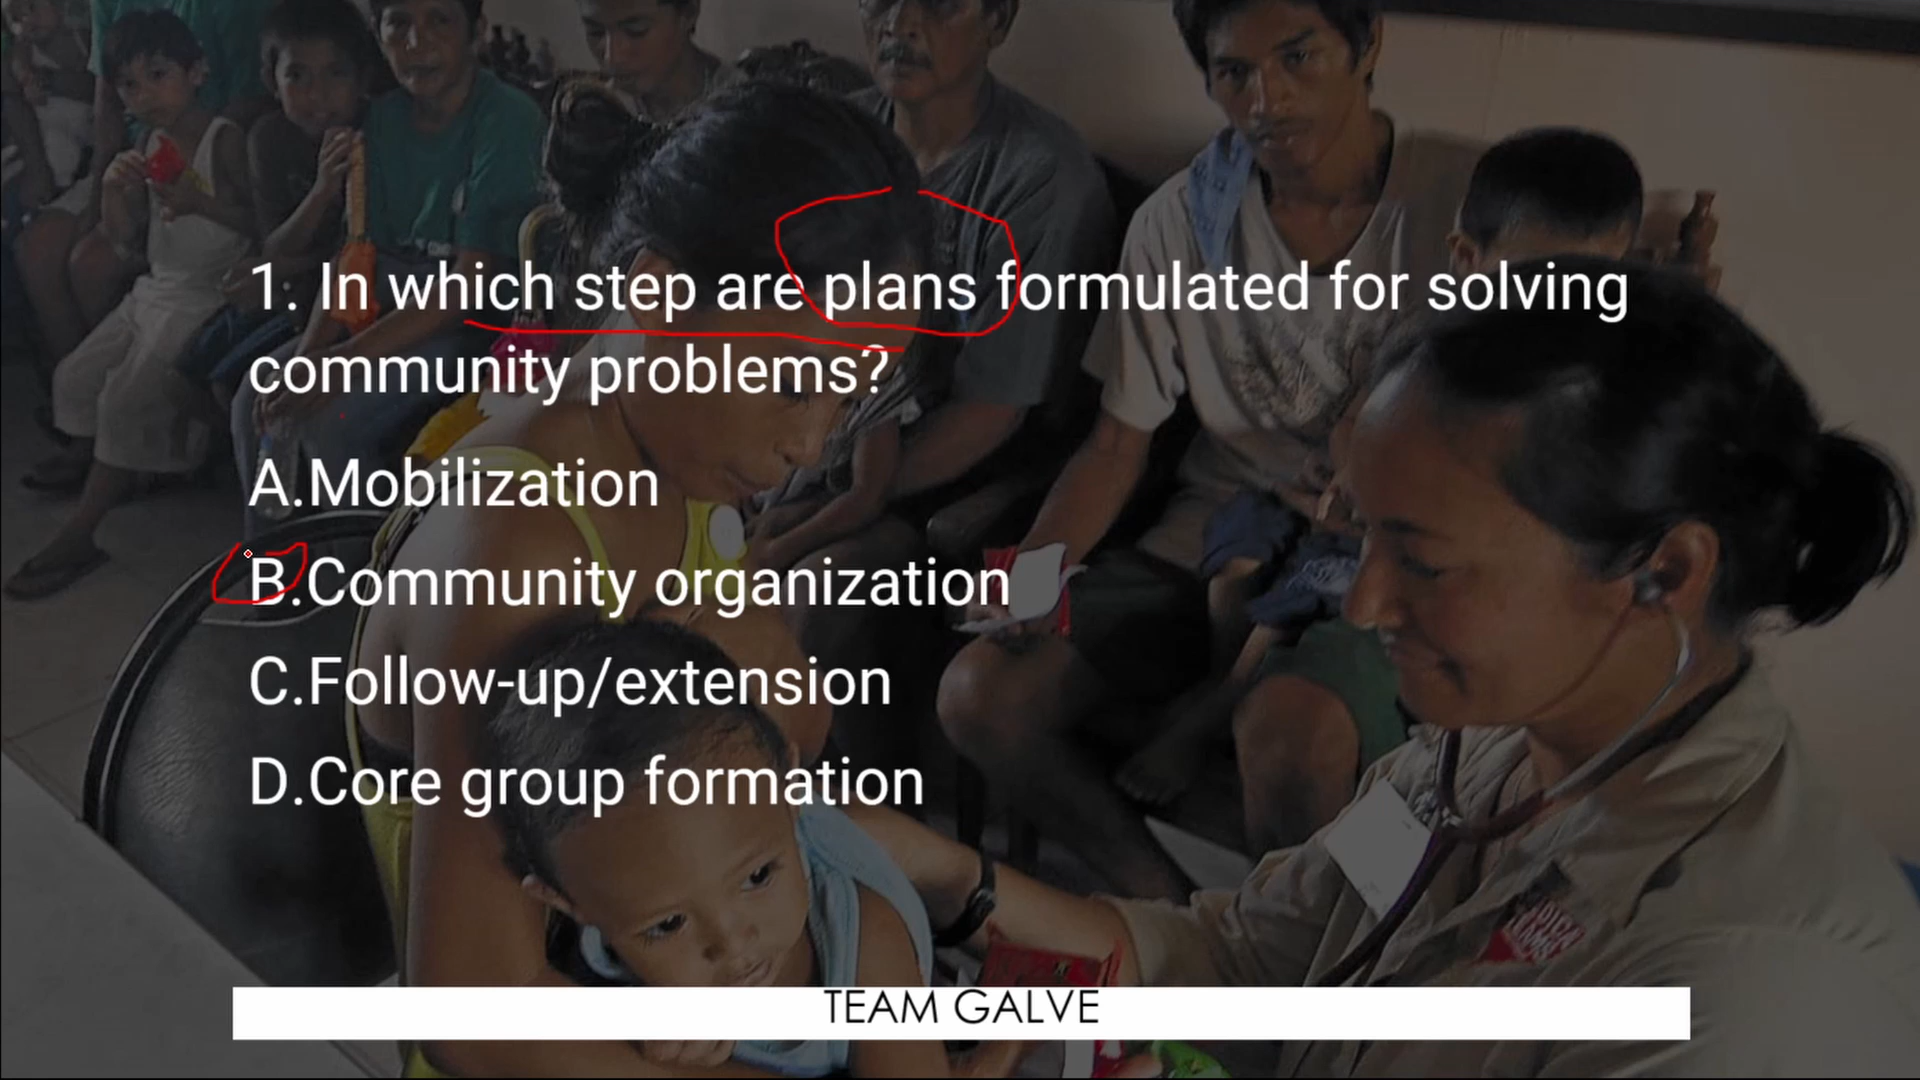 1. In which step are plans formulated for solving
community problems?
A.Mobilization
B.Community organization
C.Follow-up/extension
D.Core group formation
TEAM GALVE